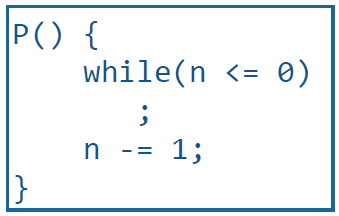 P() {
    while(n <= 0)
        ;
    n -= 1;
}